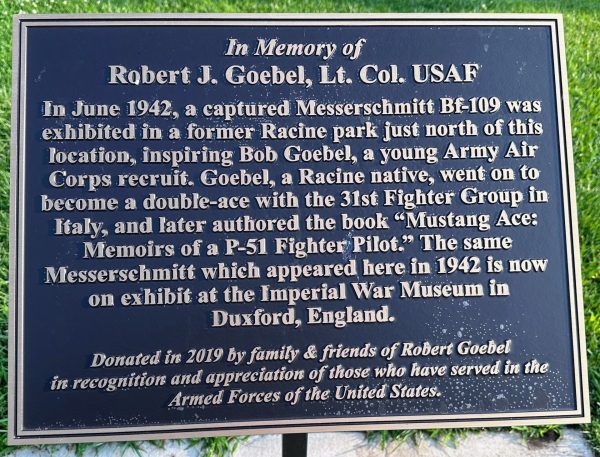 In Memory of
Robert J. Goebel, Lt. Col. USAF
In June 1942, a captured Messerschmitt Bf-109 was
exhibited in a former Racine park just north of this
location, inspiring Bob Goebel, a young Army Air
Corps recruit. Goebel, a Racine native, went on to
become a double-ace with the 31st Fighter Group in
Italy, and later authored the book “Mustang Ace:
Memoirs of a P-51 Fighter Pilot.” The same
Messerschmitt which appeared here in 1942 is now
on exhibit at the Imperial War Museum in
Duxford, England.
Donated in 2019 by family & friends of Robert Goebel
in recognition and appreciation of those who have served in the
Armed Forces of the United States.